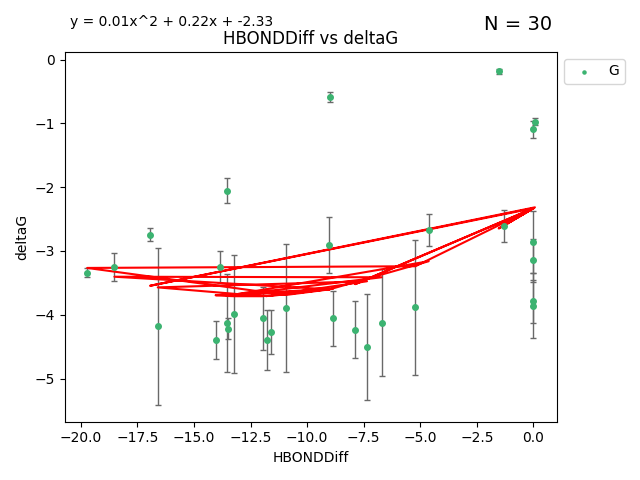 y = 0.01x^2 + 0.22x + -2.33
N = 30
HBONDDiff vs deltaG
G
deltaG
0
−1
−2
−3
−4
−5
−20.0 −17.5 −15.0 −12.5 −10.0 −7.5 −5.0 −2.5 0.0
HBONDDiff